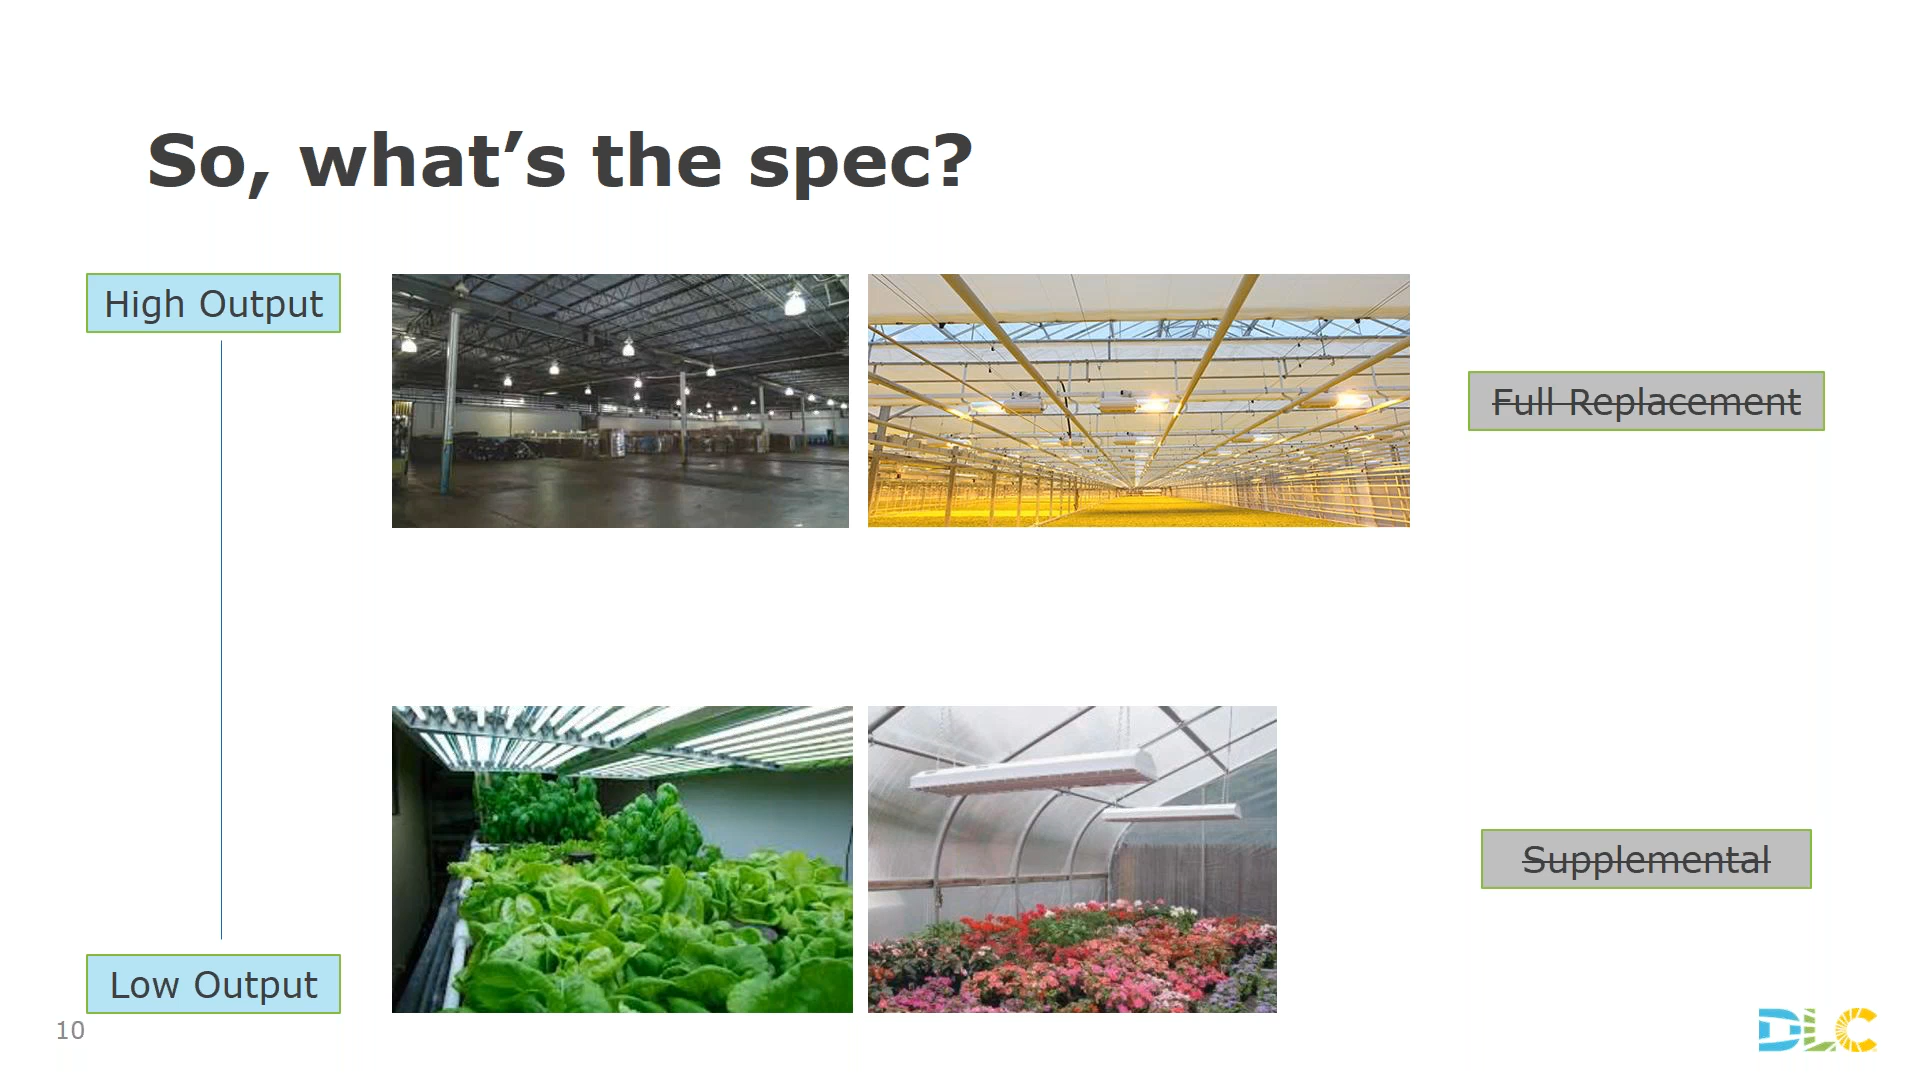 So, what’s the spec?
High Output
Full Replacement
Supplemental
Low Output
10
DLC